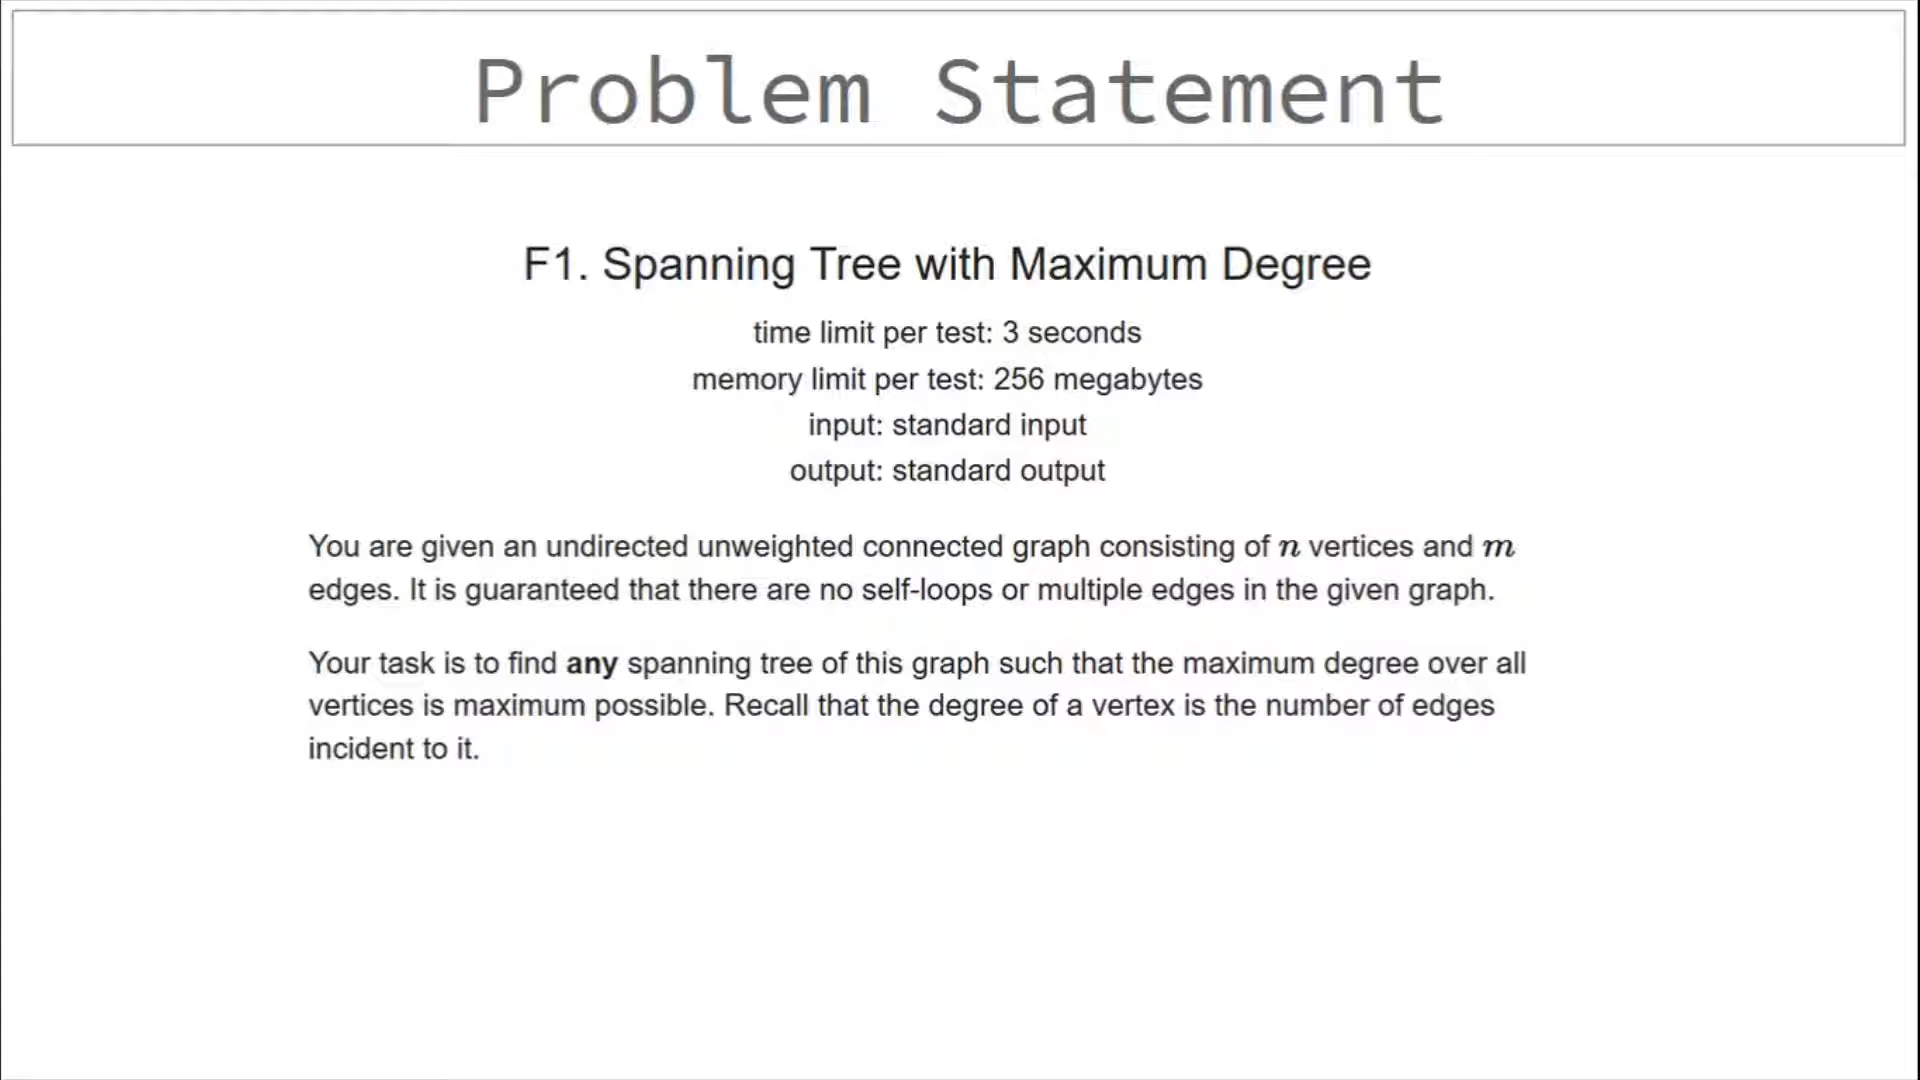 Problem Statement
F1. Spanning Tree with Maximum Degree
time limit per test: 3 seconds
memory limit per test: 256 megabytes
input: standard input
output: standard output
You are given an undirected unweighted connected graph consisting of n vertices and m
edges. It is guaranteed that there are no self-loops or multiple edges in the given graph.
Your task is to find any spanning tree of this graph such that the maximum degree over all
vertices is maximum possible. Recall that the degree of a vertex is the number of edges
incident to it.